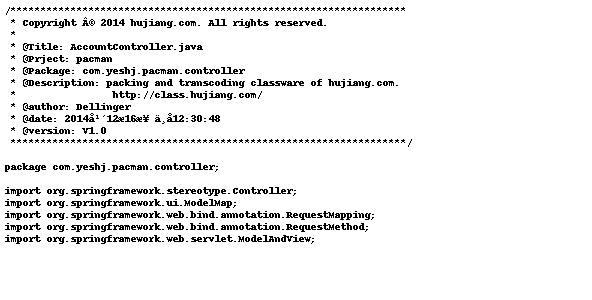 /******************************************************************
 * Copyright Â© 2014 hujiang.com. All rights reserved.
 *
 * @Title: AccountController.java
 * @Prject: pacman
 * @Package: com.yeshj.pacman.controller
 * @Description: packing and transcoding classware of hujiang.com.
 *                http://class.hujiang.com/
 * @author: Dellinger
 * @date: 2014å¹´12æ16æ¥ ä¸å12:30:48
 * @version: V1.0
 ******************************************************************/
package com.yeshj.pacman.controller;
import org.springframework.stereotype.Controller;
import org.springframework.ui.ModelMap;
import org.springframework.web.bind.annotation.RequestMapping;
import org.springframework.web.bind.annotation.RequestMethod;
import org.springframework.web.servlet.ModelAndView;